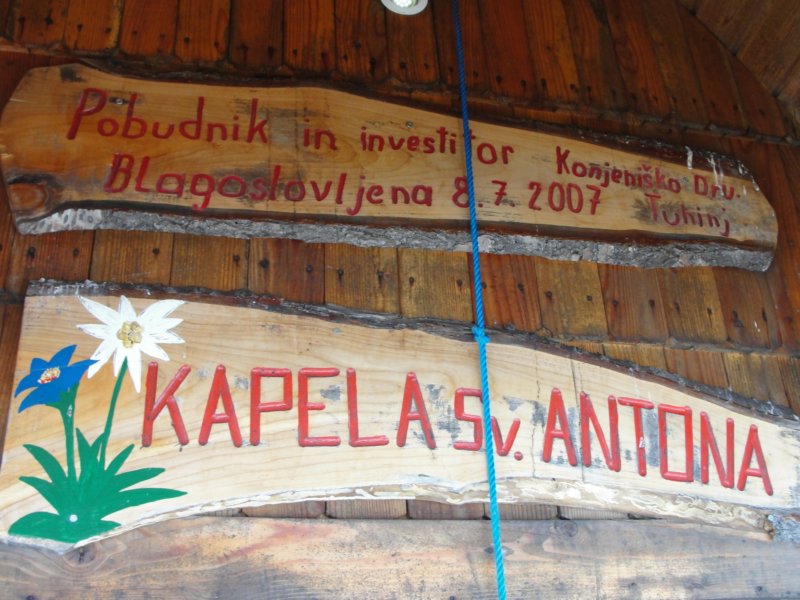 Pobudnik in investitor Konjeniško Drv.
Blagoslovljena 8.7.2007 Tuhinj
KAPELA Sv. ANTONA